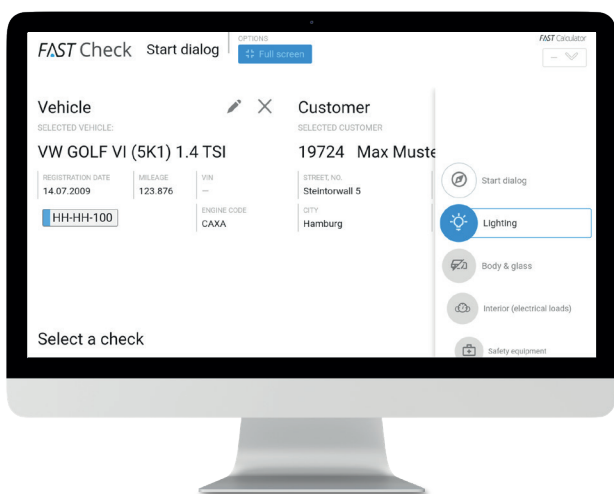 FAST Check Start dialog
OPTIONS
Full screen
FAST Calculator
–
Vehicle
SELECTED VEHICLE:
VW GOLF VI (5K1) 1.4 TSI
REGISTRATION DATE
14.07.2009
MILEAGE
123.876
VIN
—
HH-HH-100
ENGINE CODE
CAXA
Customer
SELECTED CUSTOMER
19724 Max Muste
STREET, NO.
Steintorwall 5
CITY
Hamburg
Start dialog
Lighting
Body & glass
Interior (electrical loads)
Safety equipment
Select a check